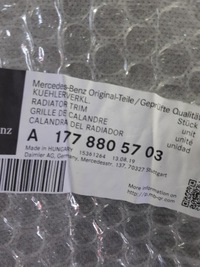 Mercedes-Benz Original-Teile/Geprüfte Qualität
KUEHLERVERKL.
RADIATOR TRIM
GRILLE DE CALANDRE
CALANDRA DEL RADIADOR
Stück
unit
unité
unidad
nz
A 177 880 57 03
Made in HUNGARY 15361284 13.08.19
Daimler AG, Germany, Mercedesstr. 137, 70327 Stuttgart
More information: